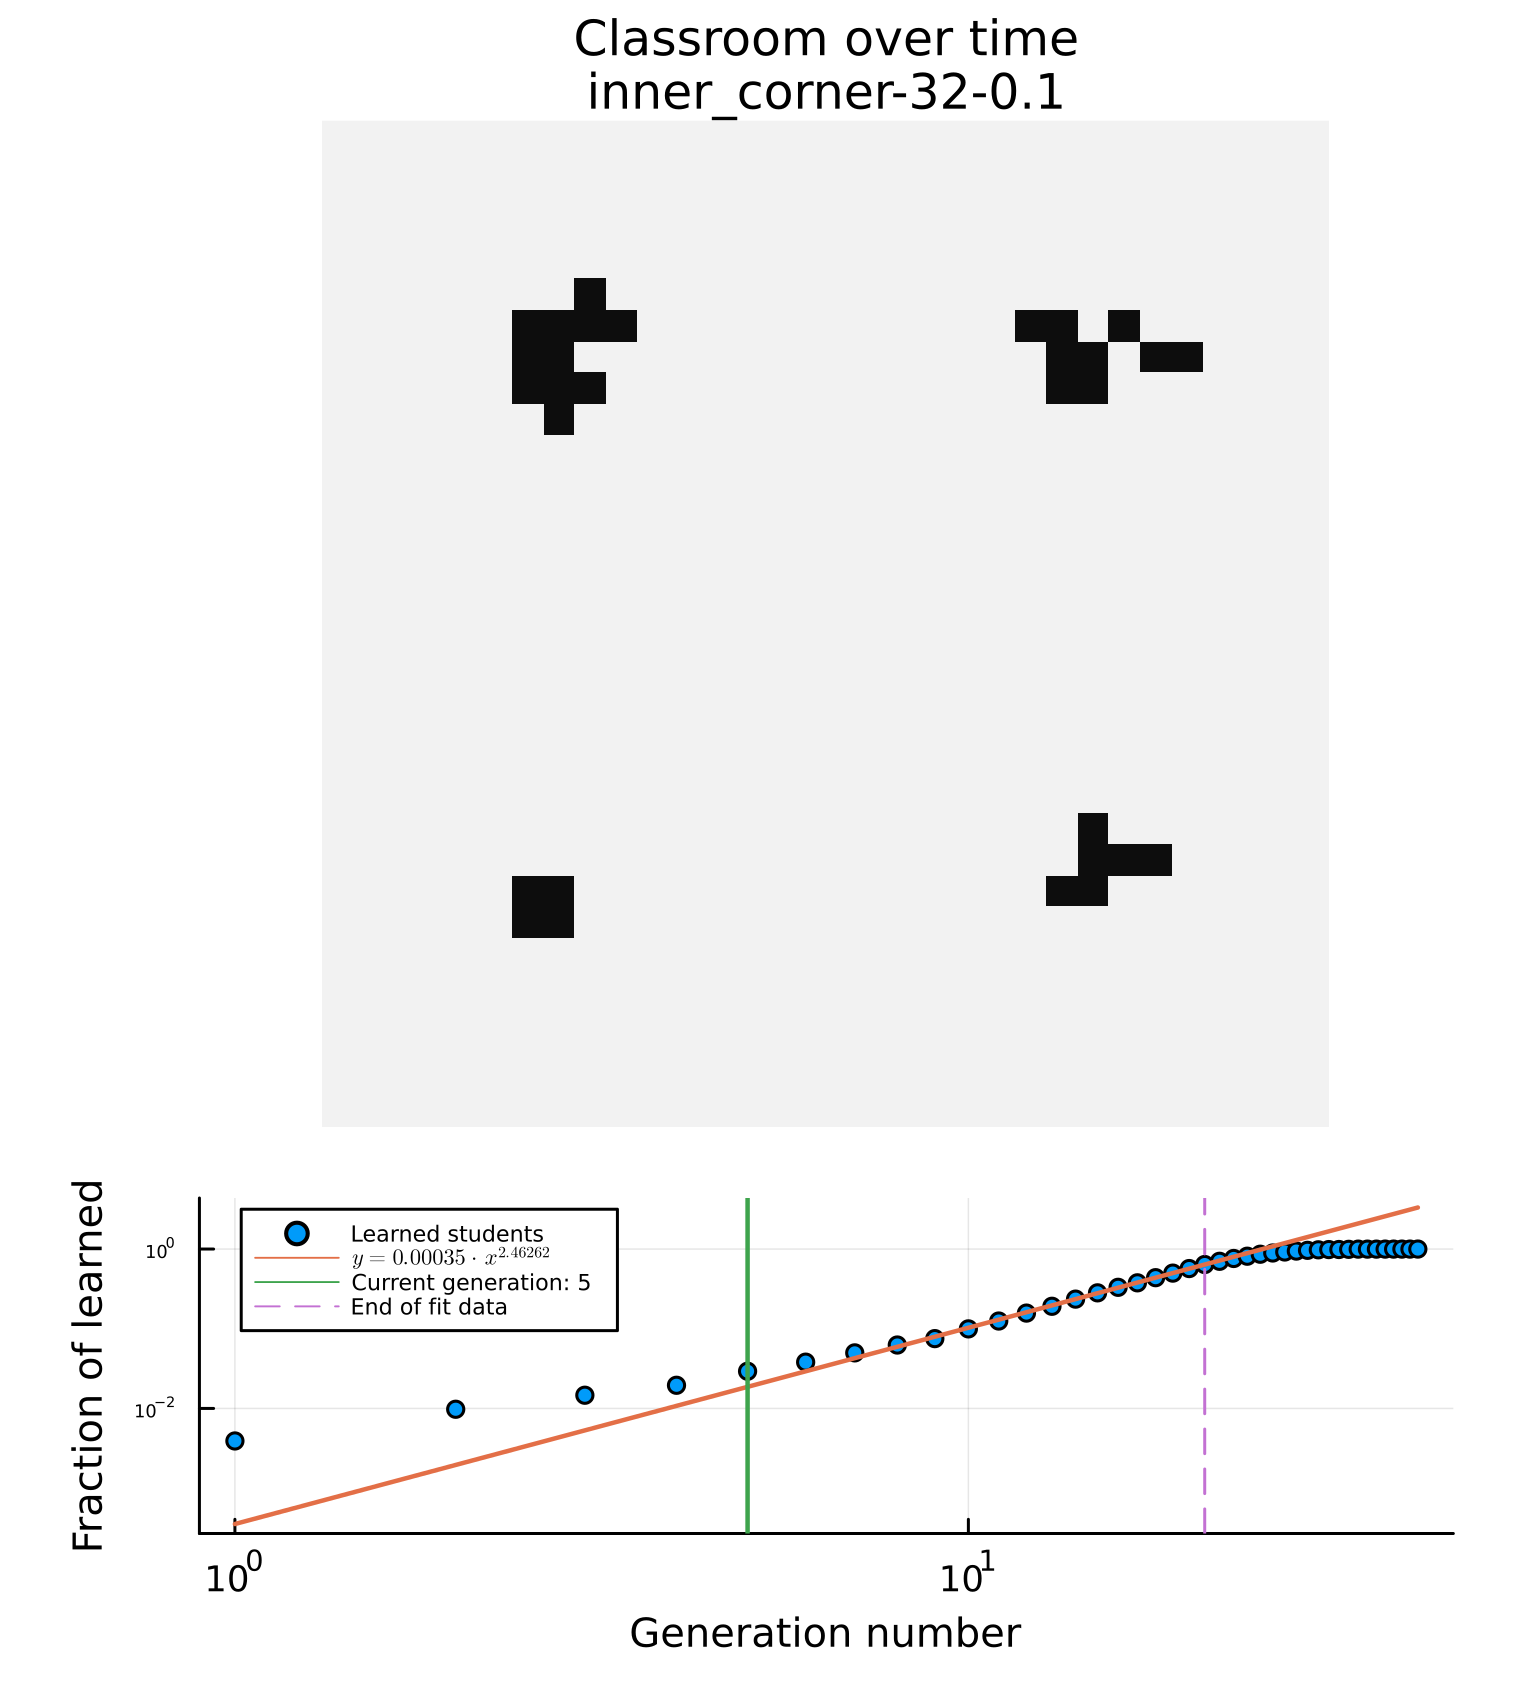 Classroom over time
inner_corner-32-0.1
Learned students
y = 0.00035 · x^2.46262
Current generation: 5
End of fit data
Fraction of learned
10^0
10^−2
10^0
10^1
Generation number